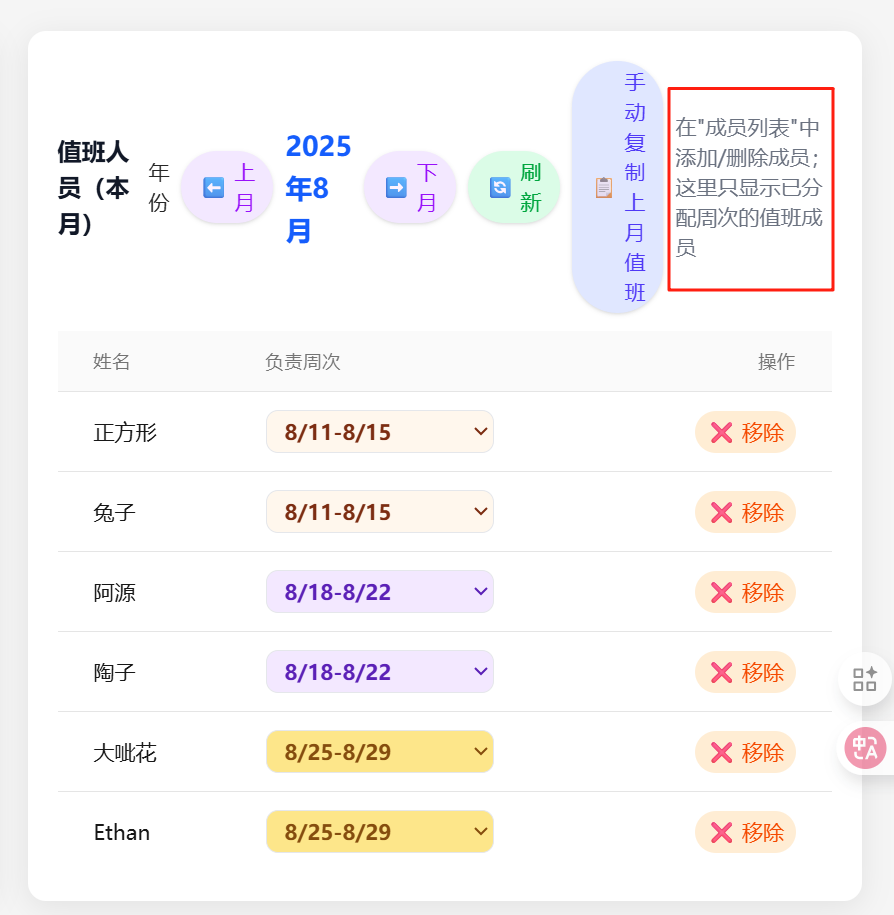 值班人
员（本
月）
年
份
上
月
2025
年8
月
下
月
刷
新
手
动
复
制
上
月
值
班
在"成员列表"中
添加/删除成员；
这里只显示已分
配周次的值班成
员
姓名 负责周次 操作
正方形 8/11-8/15 移除
兔子 8/11-8/15 移除
阿源 8/18-8/22 移除
陶子 8/18-8/22 移除
大呲花 8/25-8/29 移除
Ethan 8/25-8/29 移除
中A